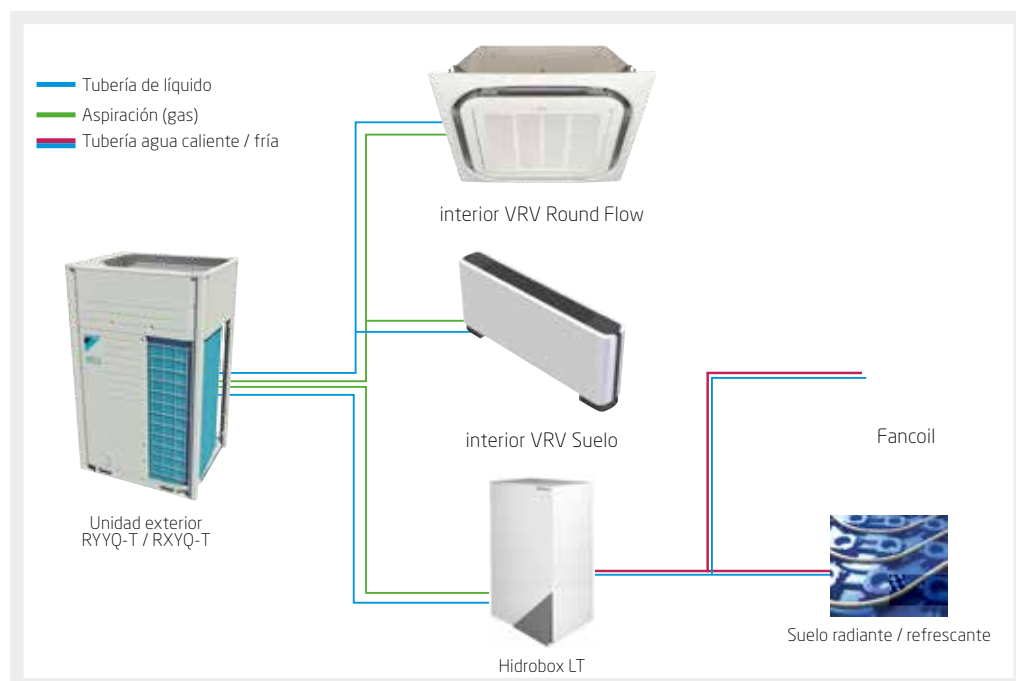 Tubería de líquido
Aspiración (gas)
Tubería agua caliente / fría
interior VRV Round Flow
interior VRV Suelo
Fancoil
Unidad exterior
RYYQ-T / RXYQ-T
Suelo radiante / refrescante
Hidrobox LT